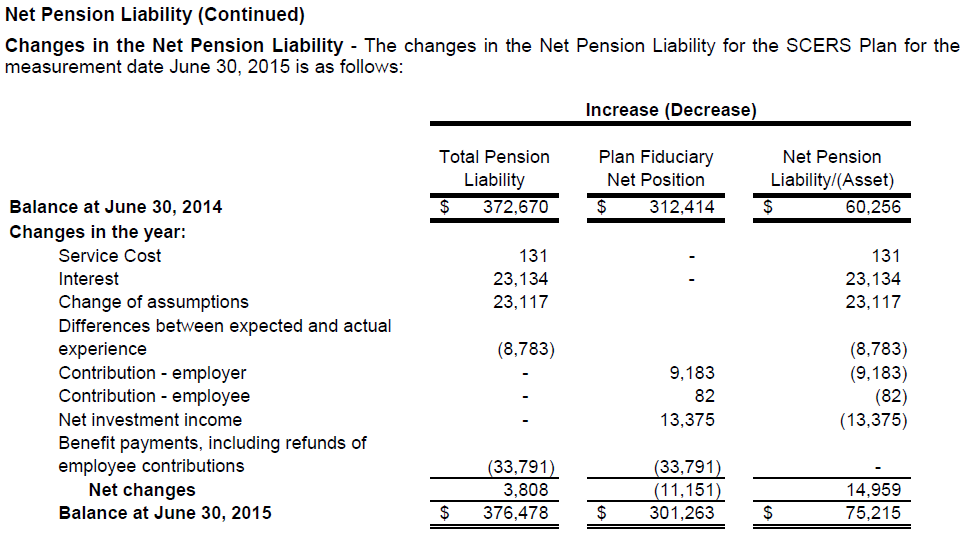 Net Pension Liability (Continued)
Changes in the Net Pension Liability - The changes in the Net Pension Liability for the SCERS Plan for the
measurement date June 30, 2015 is as follows:
Increase (Decrease)
Total Pension Plan Fiduciary Net Pension
Liability Net Position Liability/(Asset)
Balance at June 30, 2014 $ 372,670 $ 312,414 $ 60,256
Changes in the year:
Service Cost 131 - 131
Interest 23,134 - 23,134
Change of assumptions 23,117 23,117
Differences between expected and actual
experience (8,783) (8,783)
Contribution - employer - 9,183 (9,183)
Contribution - employee - 82 (82)
Net investment income - 13,375 (13,375)
Benefit payments, including refunds of
employee contributions (33,791) (33,791) -
Net changes 3,808 (11,151) 14,959
Balance at June 30, 2015 $ 376,478 $ 301,263 $ 75,215